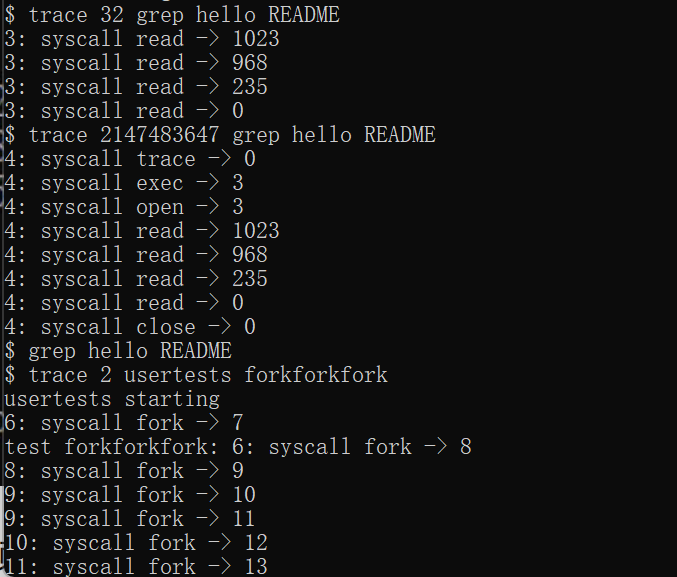 $ trace 32 grep hello README
3: syscall read -> 1023
3: syscall read -> 968
3: syscall read -> 235
3: syscall read -> 0
$ trace 2147483647 grep hello README
4: syscall trace -> 0
4: syscall exec -> 3
4: syscall open -> 3
4: syscall read -> 1023
4: syscall read -> 968
4: syscall read -> 235
4: syscall read -> 0
4: syscall close -> 0
$ grep hello README
$ trace 2 usertests forkforkfork
usertests starting
6: syscall fork -> 7
test forkforkfork: 6: syscall fork -> 8
8: syscall fork -> 9
9: syscall fork -> 10
9: syscall fork -> 11
10: syscall fork -> 12
11: syscall fork -> 13